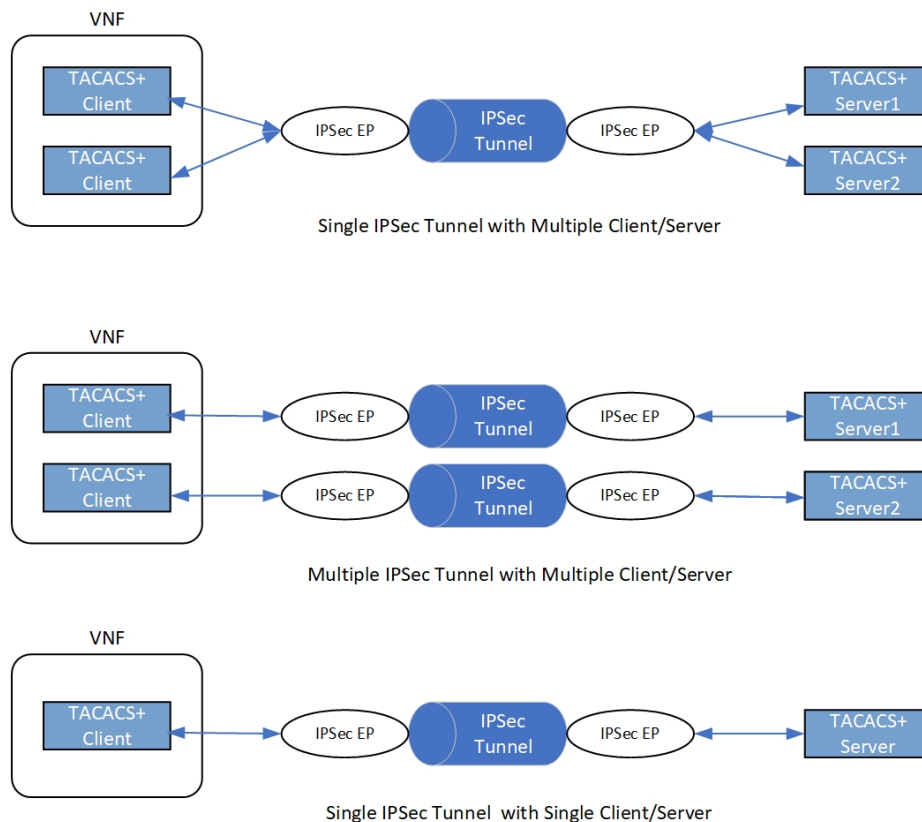 VNF
TACACS+
Client
TACACS+
Client
IPSec EP
IPSec
Tunnel
IPSec EP
TACACS+
Server1
TACACS+
Server2
Single IPSec Tunnel with Multiple Client/Server
VNF
TACACS+
Client
IPSec EP
IPSec
Tunnel
IPSec EP
TACACS+
Server1
TACACS+
Client
IPSec EP
IPSec
Tunnel
IPSec EP
TACACS+
Server2
Multiple IPSec Tunnel with Multiple Client/Server
VNF
TACACS+
Client
IPSec EP
IPSec
Tunnel
IPSec EP
TACACS+
Server
Single IPSec Tunnel with Single Client/Server